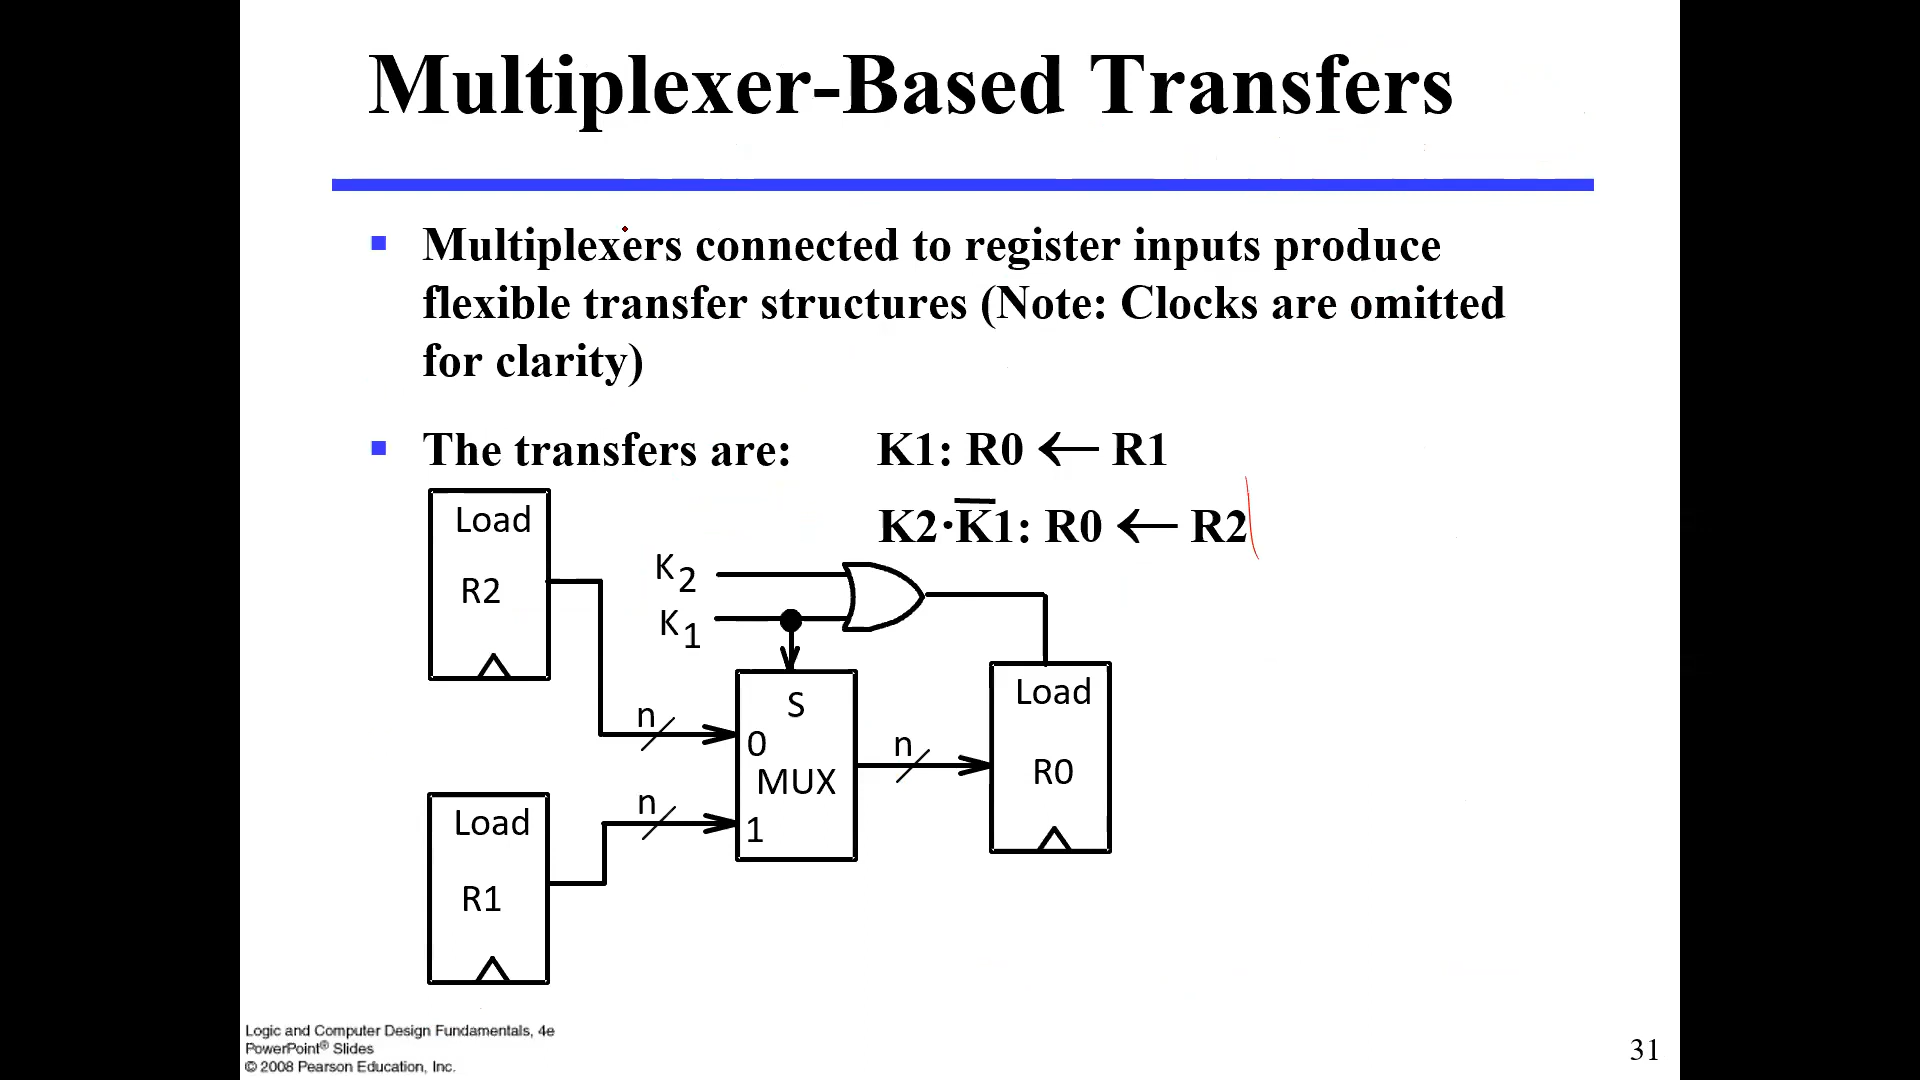 Multiplexer-Based Transfers
Multiplexers connected to register inputs produce
flexible transfer structures (Note: Clocks are omitted
for clarity)
The transfers are: K1: R0 ← R1
K2·K̅1: R0 ← R2
Load
R2
K2
K1
n
S
0
MUX
1
n
Load
R0
n
Load
R1
Logic and Computer Design Fundamentals, 4e
PowerPoint® Slides
© 2008 Pearson Education, Inc.
31